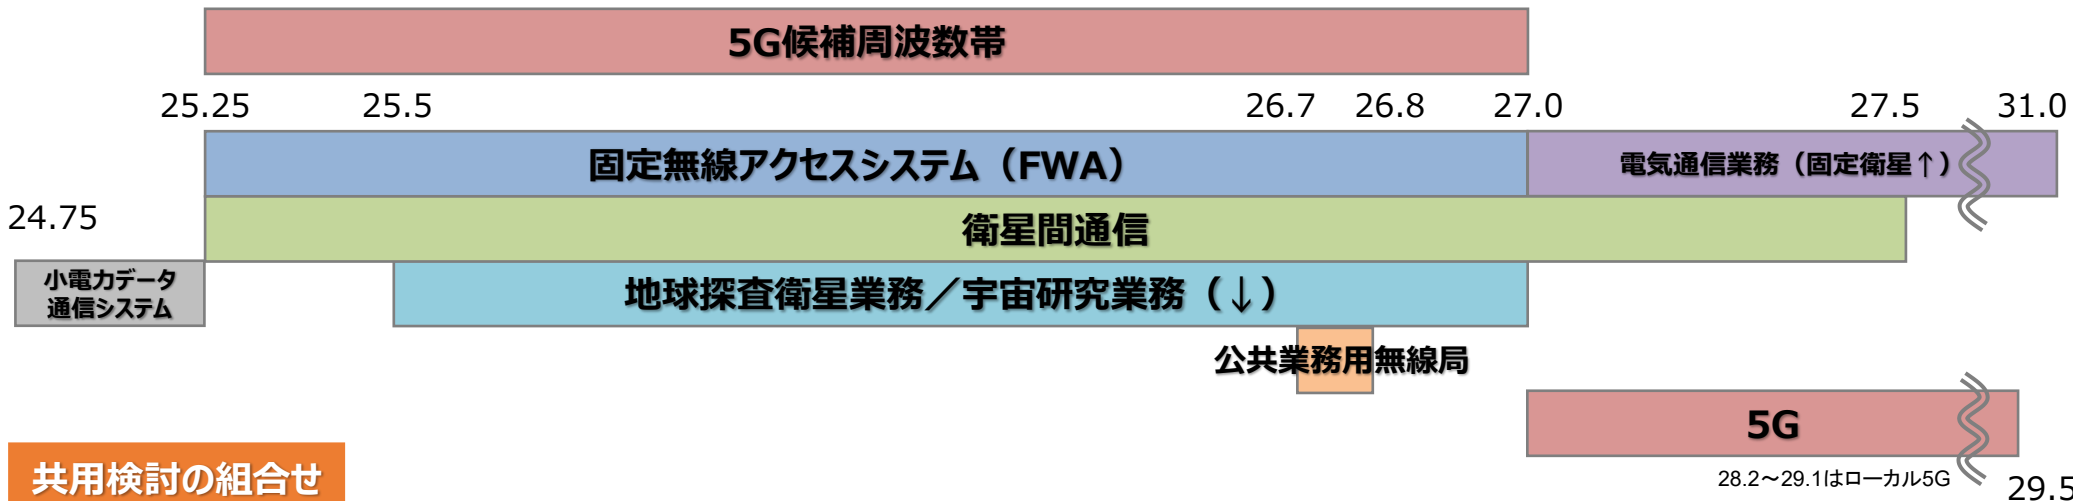 5G候補周波数帯
25.25 25.5 26.7 26.8 27.0 27.5 31.0
固定無線アクセスシステム（FWA） 電気通信業務（固定衛星↑）
24.75 衛星間通信
小電力データ
通信システム
地球探査衛星業務／宇宙研究業務（↓）
公共業務用無線局
5G
28.2～29.1はローカル5G 29.5
共用検討の組合せ